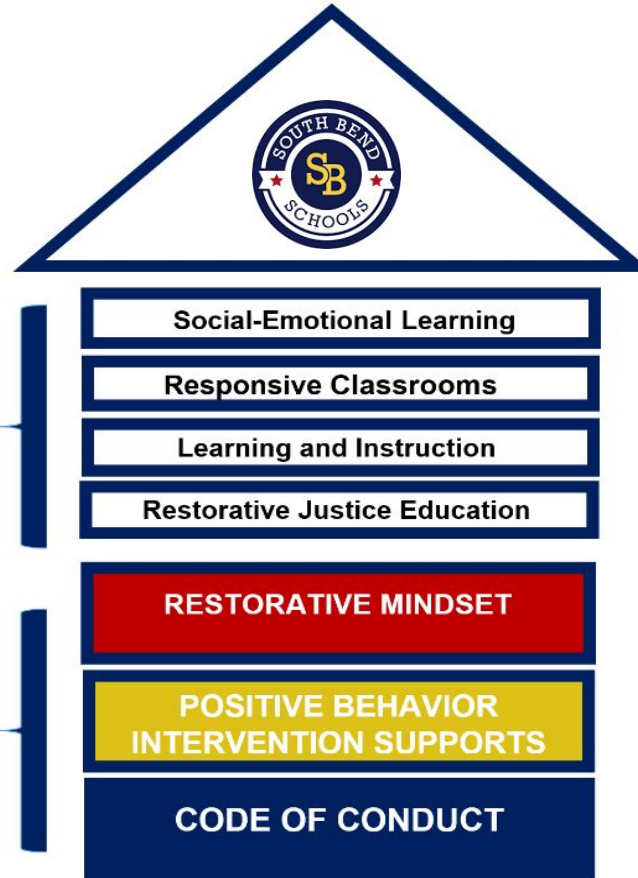 SOUTH BEND
SB
SCHOOLS
Social-Emotional Learning
Responsive Classrooms
Learning and Instruction
Restorative Justice Education
RESTORATIVE MINDSET
POSITIVE BEHAVIOR
INTERVENTION SUPPORTS
CODE OF CONDUCT